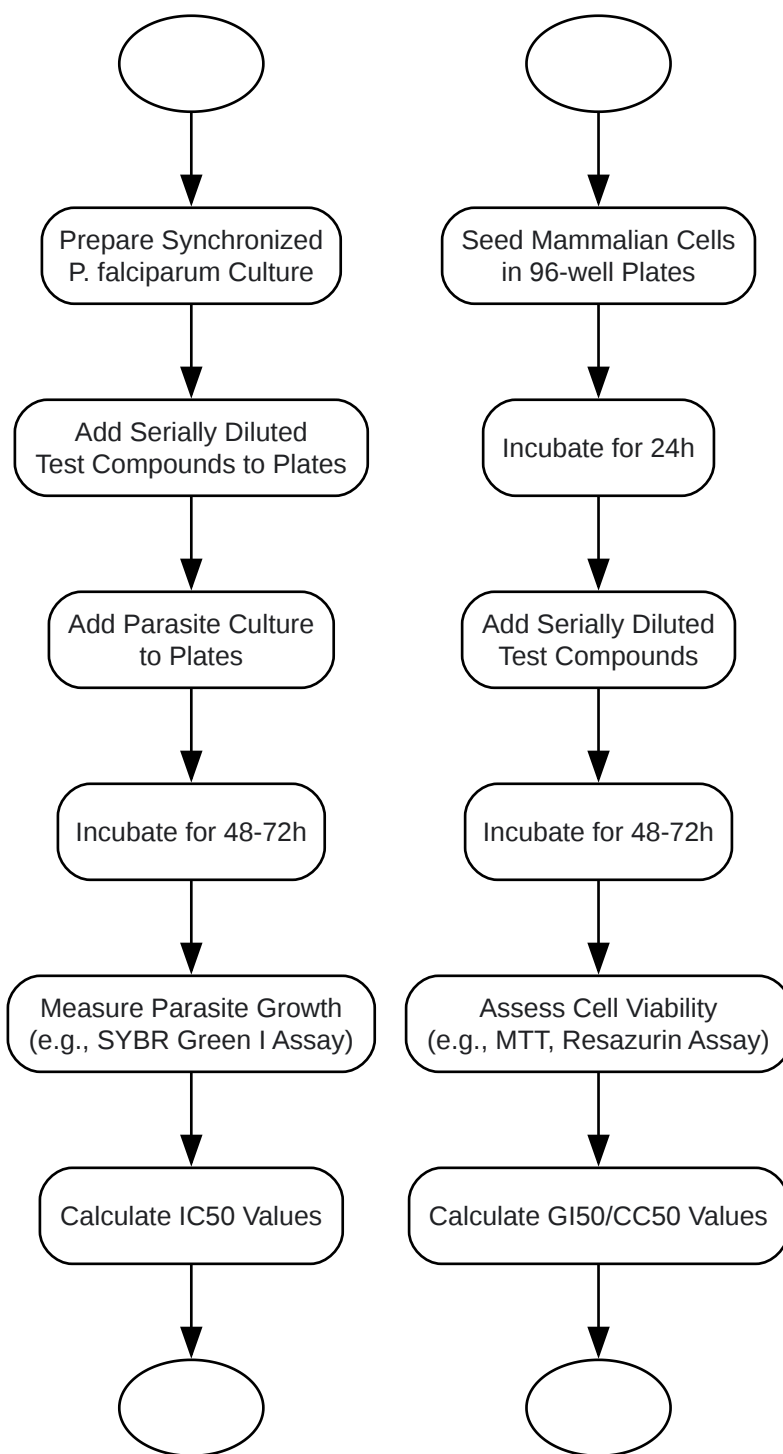 Prepare Synchronized
P. falciparum Culture
Add Serially Diluted
Test Compounds to Plates
Add Parasite Culture
to Plates
Incubate for 48-72h
Measure Parasite Growth
(e.g., SYBR Green I Assay)
Calculate IC50 Values
Seed Mammalian Cells
in 96-well Plates
Incubate for 24h
Add Serially Diluted
Test Compounds
Incubate for 48-72h
Assess Cell Viability
(e.g., MTT, Resazurin Assay)
Calculate GI50/CC50 Values